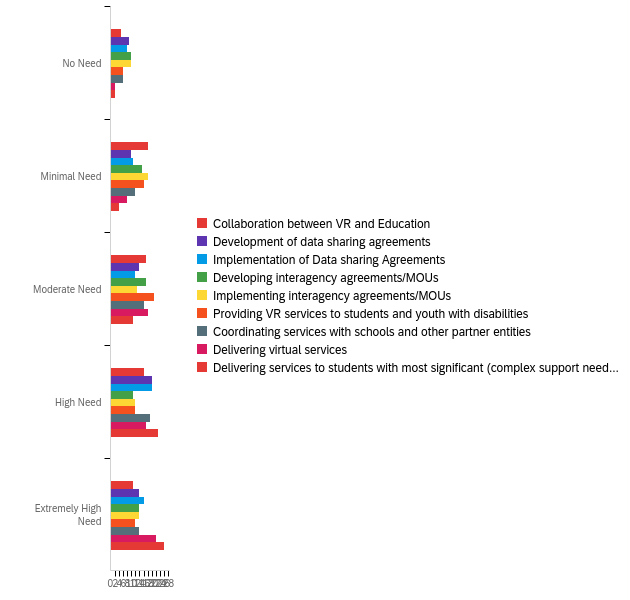 No Need
Minimal Need
Moderate Need
High Need
Extremely High
Need
Collaboration between VR and Education
Development of data sharing agreements
Implementation of Data sharing Agreements
Developing interagency agreements/MOUs
Implementing interagency agreements/MOUs
Providing VR services to students and youth with disabilities
Coordinating services with schools and other partner entities
Delivering virtual services
Delivering services to students with most significant (complex support need...